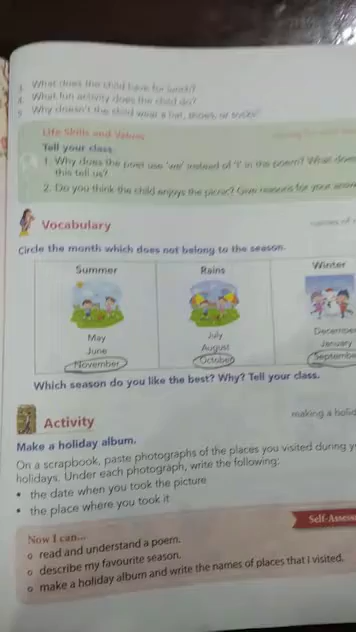 3. What does the child have for lunch?
4. What fun activity does the child do?
5. Why doesn't the child wear a hat, shoes or socks?
Life Skills and Values
Tell your class.
1. Why does the poet use 'we' instead of 'I' in the poem? What does
this tell us?
2. Do you think the child enjoys the picnic? Give reasons for your
Vocabulary
names of
Circle the month which does not belong to the season.
Summer Rains Winter
May July December
June August January
November October September
Which season do you like the best? Why? Tell your class.
Activity
making a
Make a holiday album.
On a scrapbook, paste photographs of the places you visited during
holidays. Under each photograph, write the following:
• the date when you took the picture
• the place where you took it
Self-Assess
Now I can...
o read and understand a poem.
o describe my favourite season.
o make a holiday album and write the names of places that I visited.